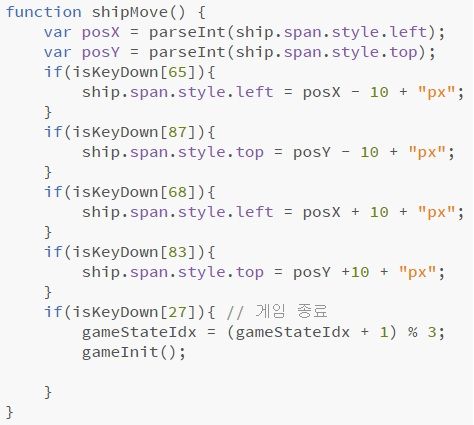 function shipMove() {
    var posX = parseInt(ship.span.style.left);
    var posY = parseInt(ship.span.style.top);
    if(isKeyDown[65]){
        ship.span.style.left = posX - 10 + "px";
    }
    if(isKeyDown[87]){
        ship.span.style.top = posY - 10 + "px";
    }
    if(isKeyDown[68]){
        ship.span.style.left = posX + 10 + "px";
    }
    if(isKeyDown[83]){
        ship.span.style.top = posY +10 + "px";
    }
    if(isKeyDown[27]){ // 게임 종료
        gameStateIdx = (gameStateIdx + 1) % 3;
        gameInit();

    }
}